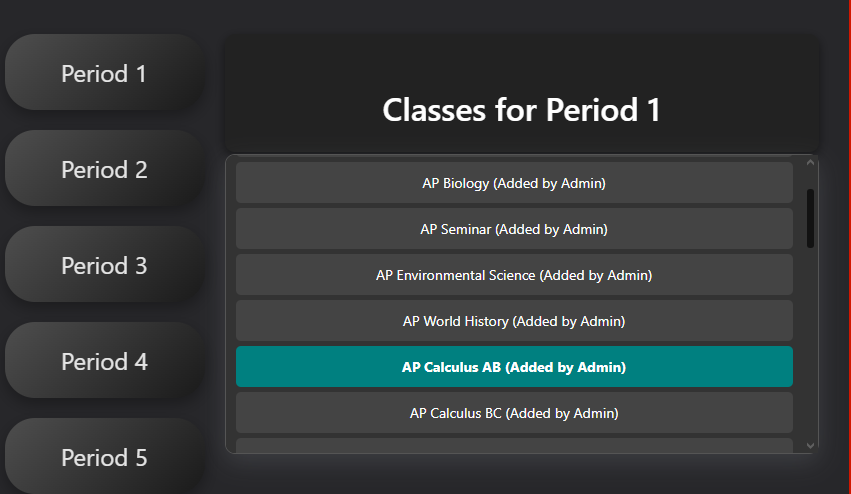 Period 1
Period 2
Period 3
Period 4
Period 5
Classes for Period 1
AP Biology (Added by Admin)
AP Seminar (Added by Admin)
AP Environmental Science (Added by Admin)
AP World History (Added by Admin)
AP Calculus AB (Added by Admin)
AP Calculus BC (Added by Admin)